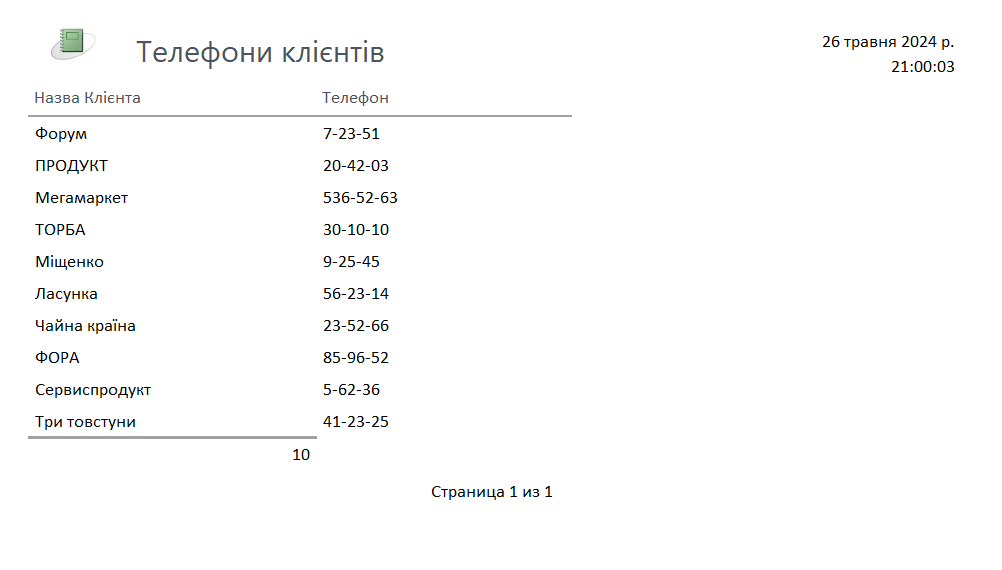 Телефони клієнтів
26 травня 2024 р.
21:00:03
Назва Клієнта Телефон
Форум 7-23-51
ПРОДУКТ 20-42-03
Мегамаркет 536-52-63
ТОРБА 30-10-10
Міщенко 9-25-45
Ласунка 56-23-14
Чайна країна 23-52-66
ФОРА 85-96-52
Сервиспродукт 5-62-36
Три товстуни 41-23-25
10
Страница 1 из 1